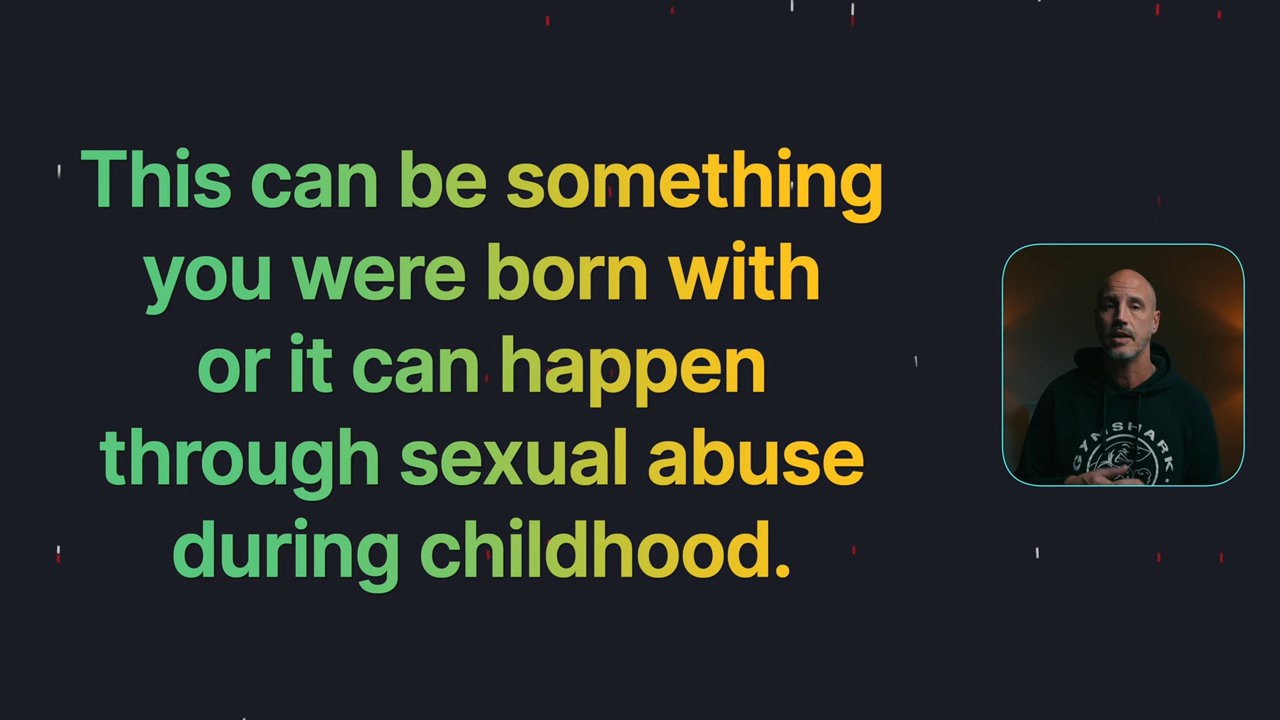 This can be something
you were born with
or it can happen
through sexual abuse
during childhood.
GYMSHARK